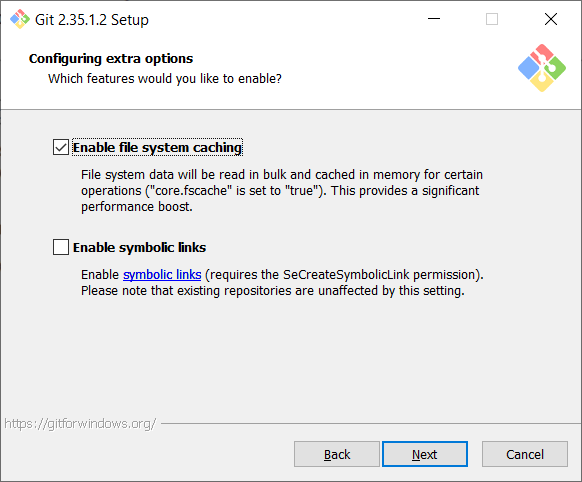 Git 2.35.1.2 Setup
Configuring extra options
Which features would you like to enable?
Enable file system caching
File system data will be read in bulk and cached in memory for certain
operations ("core.fscache" is set to "true"). This provides a significant
performance boost.
Enable symbolic links
Enable symbolic links (requires the SeCreateSymbolicLink permission).
Please note that existing repositories are unaffected by this setting.
https://gitforwindows.org/
Back Next Cancel